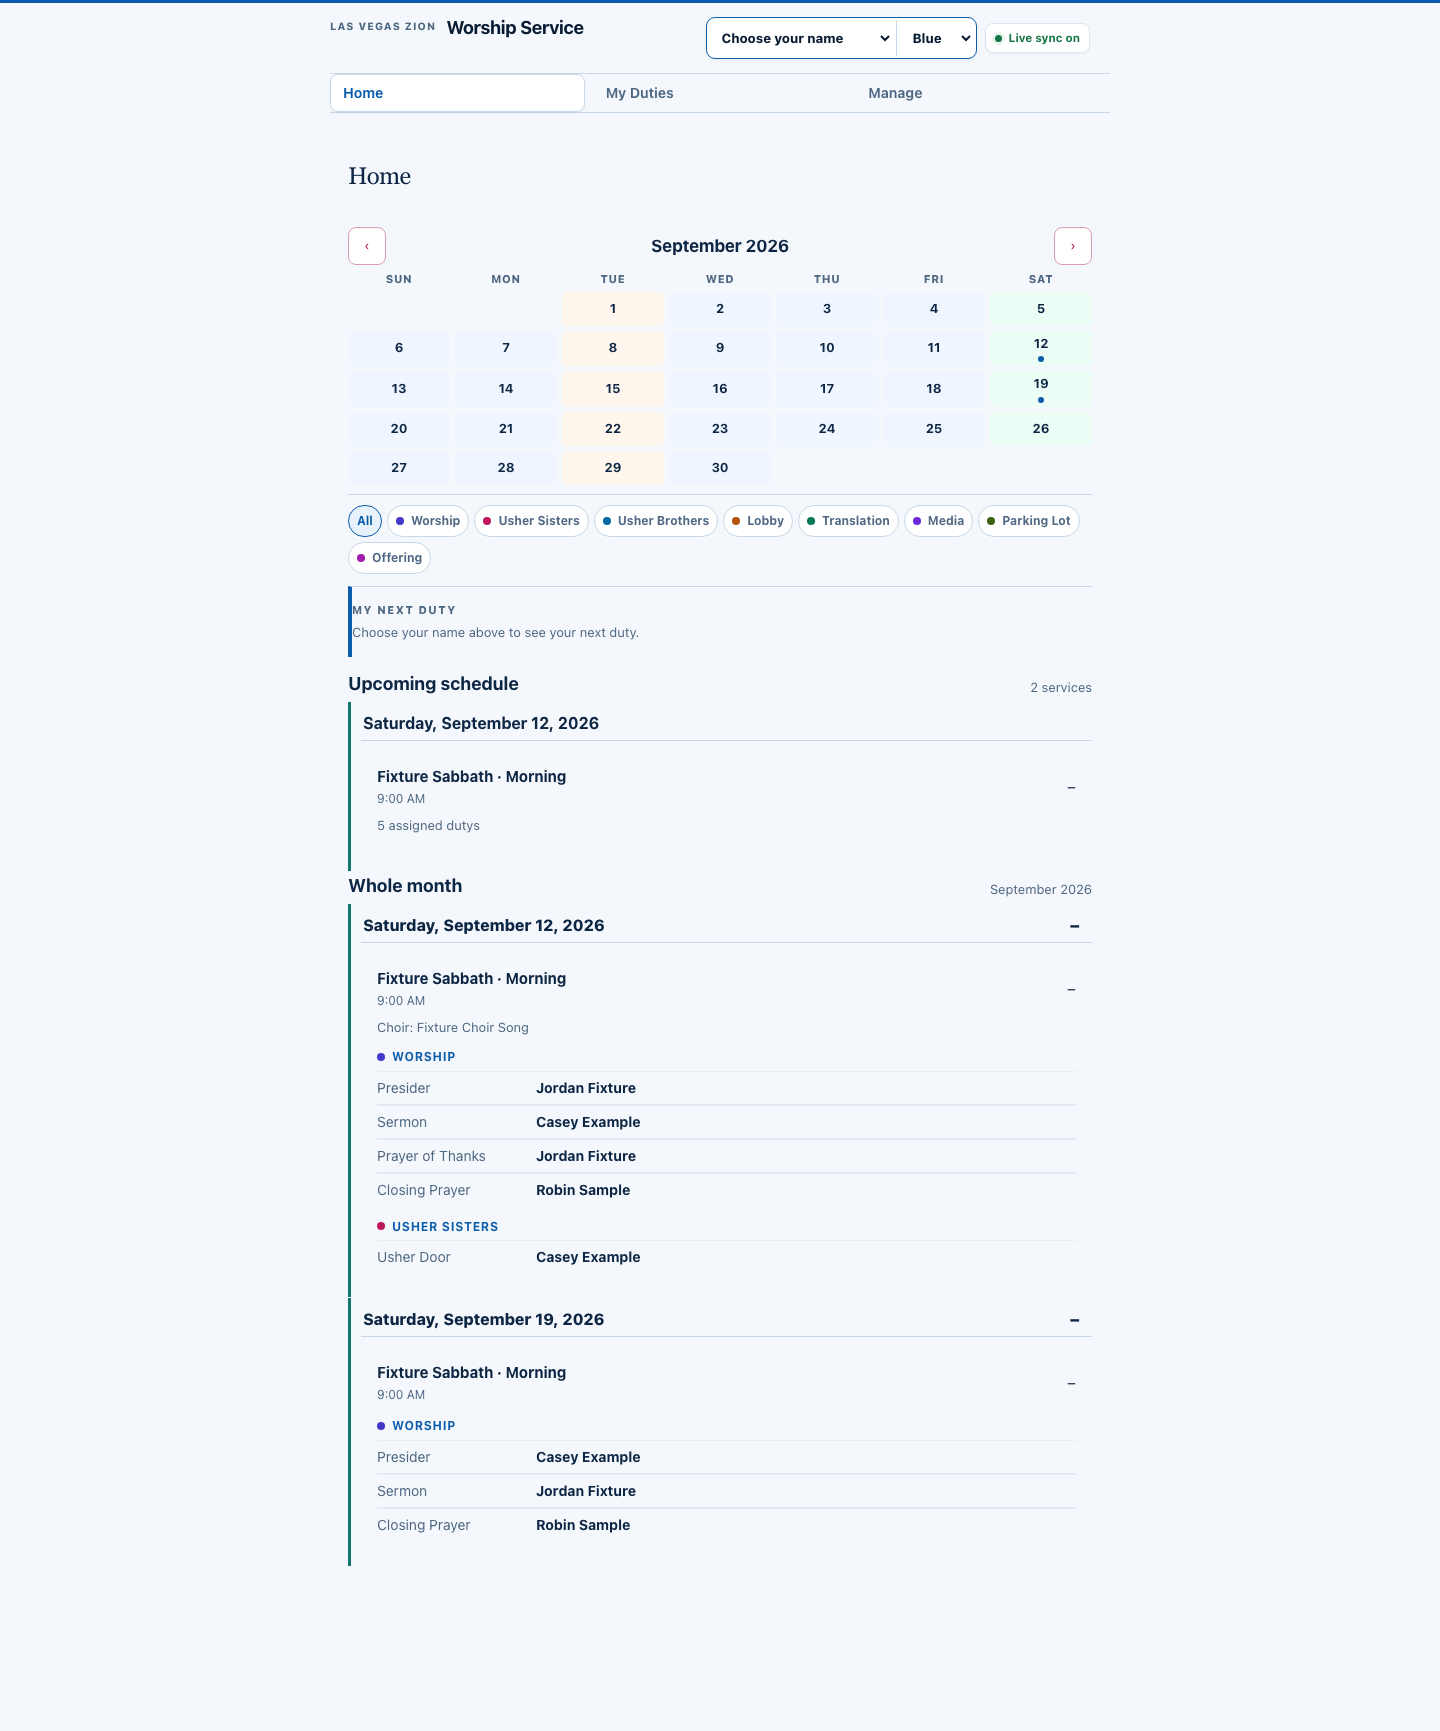 LAS VEGAS ZION Worship Service Choose your name Blue Live sync on
Home My Duties Manage
Home
‹ September 2026 ›
SUN MON TUE WED THU FRI SAT
1 2 3 4 5
6 7 8 9 10 11 12
13 14 15 16 17 18 19
20 21 22 23 24 25 26
27 28 29 30
All Worship Usher Sisters Usher Brothers Lobby Translation Media Parking Lot
Offering
MY NEXT DUTY
Choose your name above to see your next duty.
Upcoming schedule 2 services
Saturday, September 12, 2026
Fixture Sabbath · Morning –
9:00 AM
5 assigned dutys
Whole month September 2026
Saturday, September 12, 2026 –
Fixture Sabbath · Morning –
9:00 AM
Choir: Fixture Choir Song
WORSHIP
Presider Jordan Fixture
Sermon Casey Example
Prayer of Thanks Jordan Fixture
Closing Prayer Robin Sample
USHER SISTERS
Usher Door Casey Example
Saturday, September 19, 2026 –
Fixture Sabbath · Morning –
9:00 AM
WORSHIP
Presider Casey Example
Sermon Jordan Fixture
Closing Prayer Robin Sample